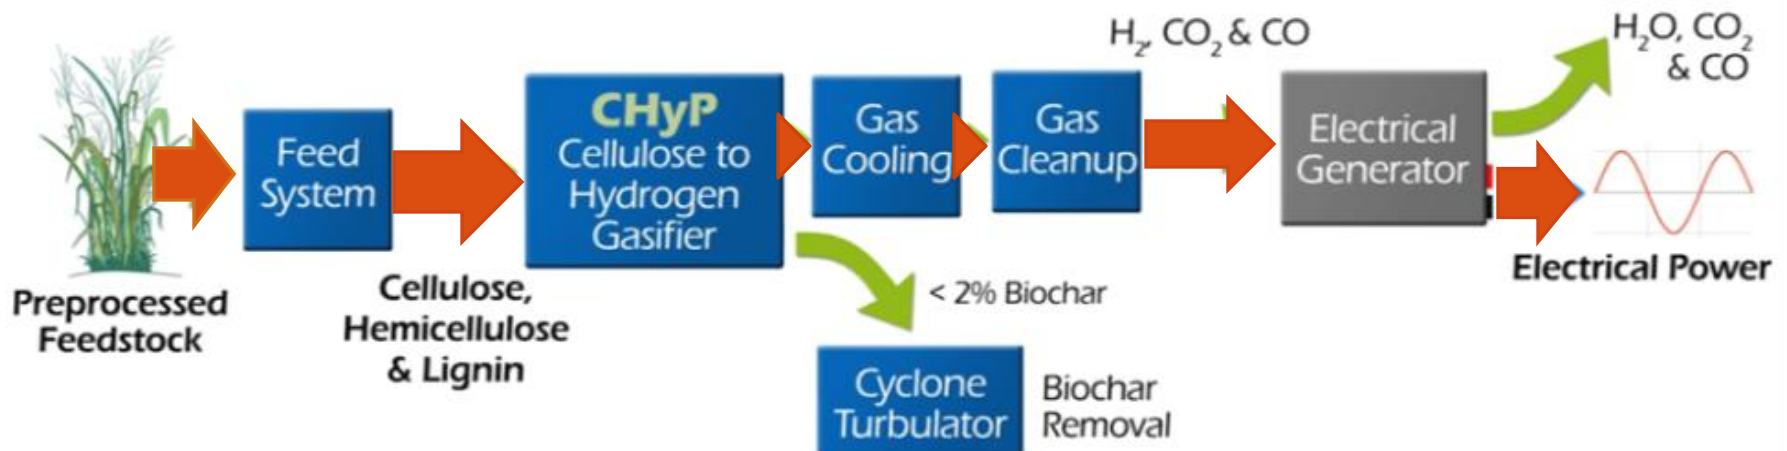 Preprocessed
Feedstock
Feed
System
Cellulose,
Hemicellulose
& Lignin
CHyP
Cellulose to
Hydrogen
Gasifier
< 2% Biochar
Cyclone
Turbulator
Biochar
Removal
Gas
Cooling
Gas
Cleanup
H₂, CO₂ & CO
Electrical
Generator
H₂O, CO₂
& CO
Electrical Power